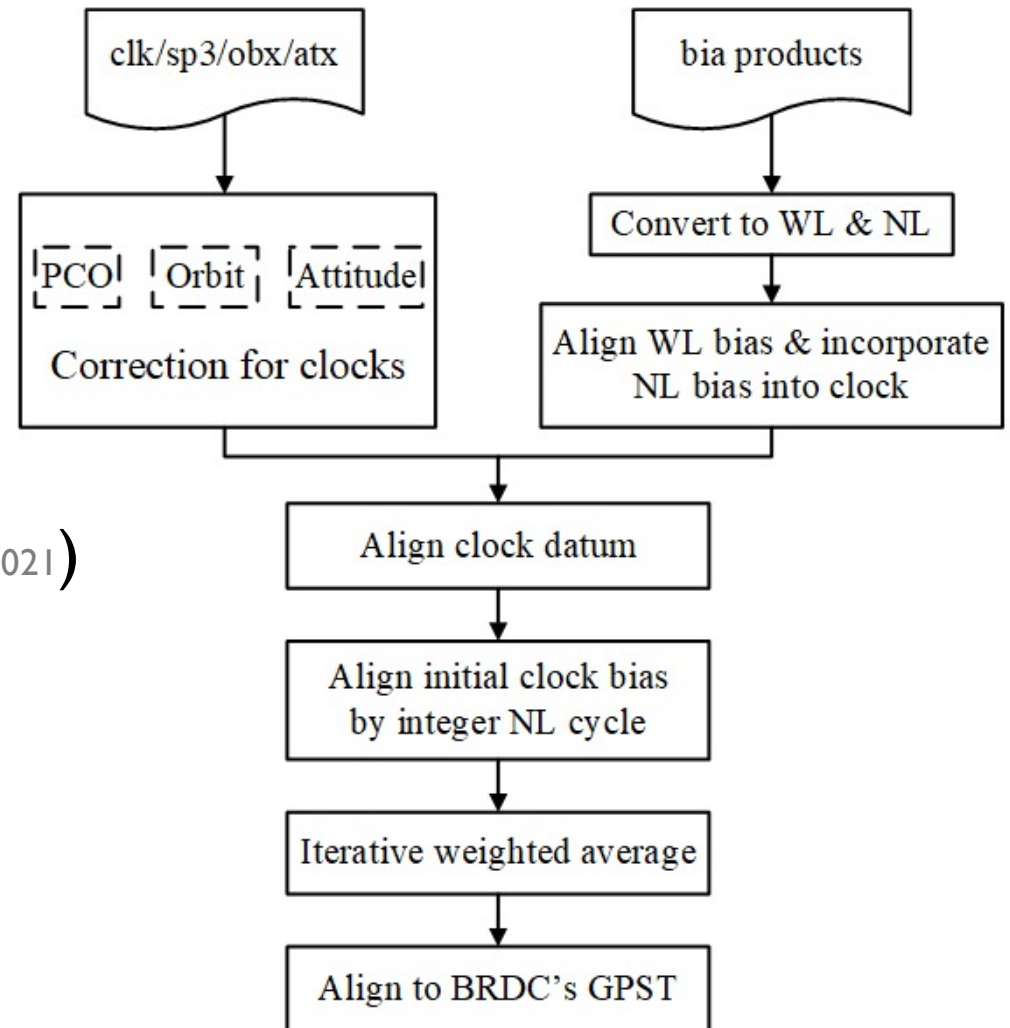 clk/sp3/obx/atx
bia products
PCO Orbit Attitude
Correction for clocks
Convert to WL & NL
Align WL bias & incorporate
NL bias into clock
021)
Align clock datum
Align initial clock bias
by integer NL cycle
Iterative weighted average
Align to BRDC’s GPST